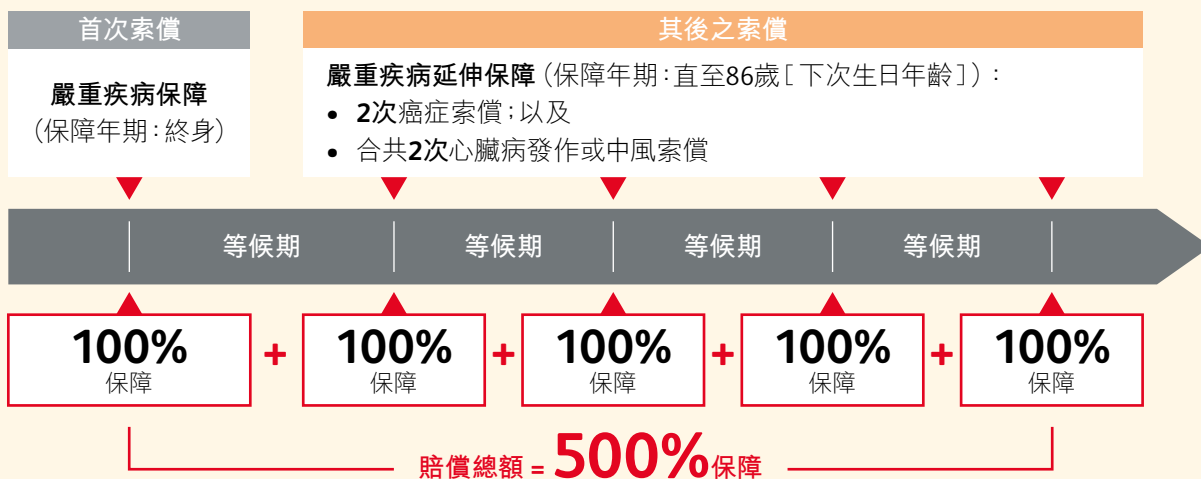 首次索償
嚴重疾病保障
（保障年期：終身）
其後之索償
嚴重疾病延伸保障（保障年期：直至86歲［下次生日年齡］）：
• 2次癌症索償；以及
• 合共2次心臟病發作或中風索償
等候期 等候期 等候期 等候期
100% + 100% + 100% + 100% + 100%
保障 保障 保障 保障 保障
賠償總額 = 500%保障